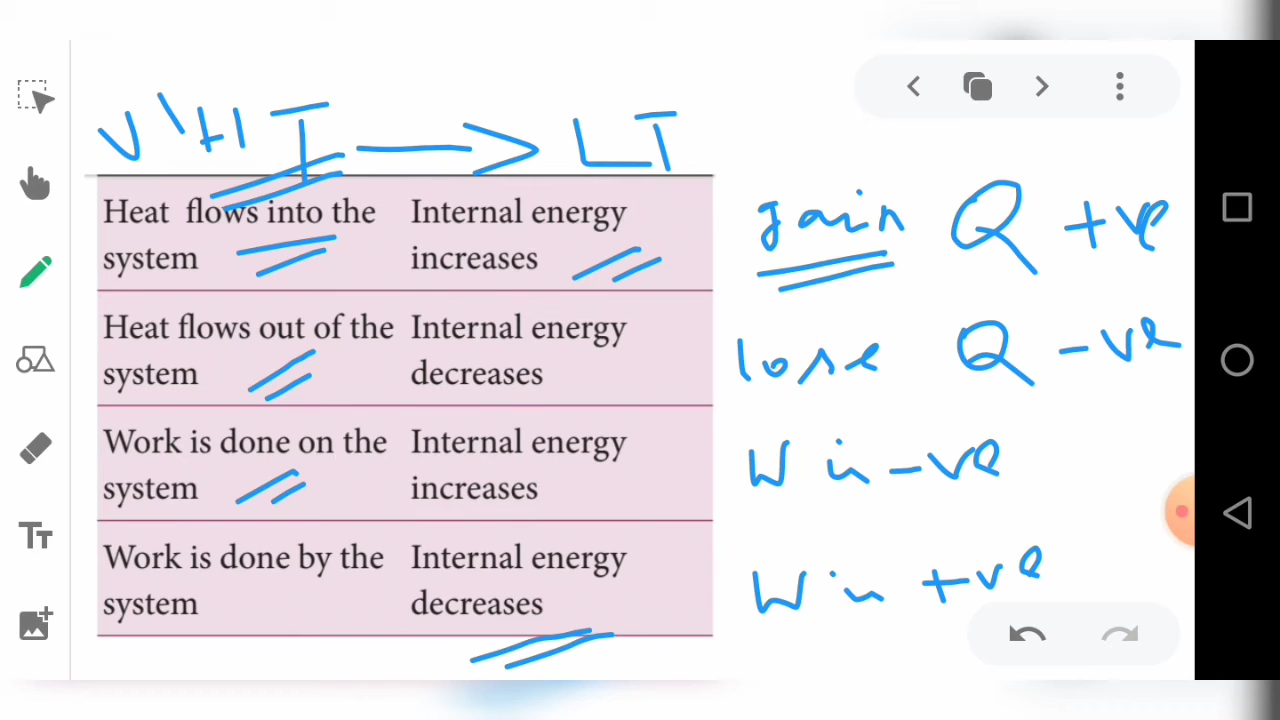 HT → LT
Heat flows into the Internal energy gain Q +ve
system increases
Heat flows out of the Internal energy lose Q -ve
system decreases
Work is done on the Internal energy W is -ve
system increases
Work is done by the Internal energy W is +ve
system decreases
TT